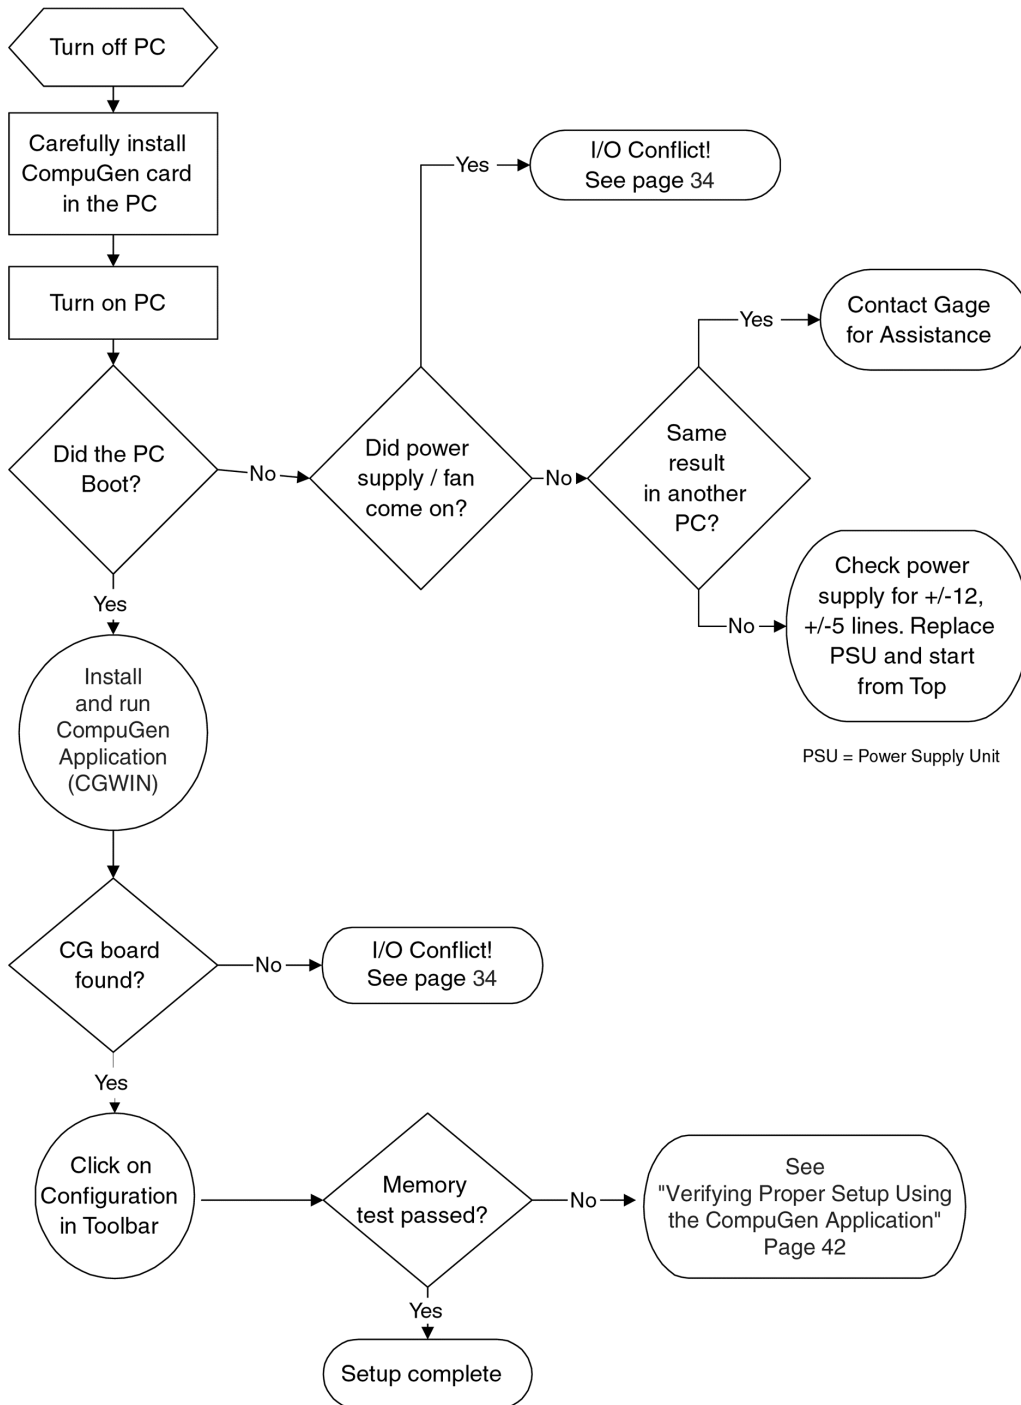 Turn off PC
Carefully install
CompuGen card
in the PC
Turn on PC
Did the PC
Boot?
No
Did power
supply / fan
come on?
Yes
I/O Conflict!
See page 34
No
Same
result
in another
PC?
Yes
Contact Gage
for Assistance
No
Check power
supply for +/-12,
+/-5 lines. Replace
PSU and start
from Top
PSU = Power Supply Unit
Yes
Install
and run
CompuGen
Application
(CGWIN)
CG board
found?
No
I/O Conflict!
See page 34
Yes
Click on
Configuration
in Toolbar
Memory
test passed?
No
See
"Verifying Proper Setup Using
the CompuGen Application"
Page 42
Yes
Setup complete